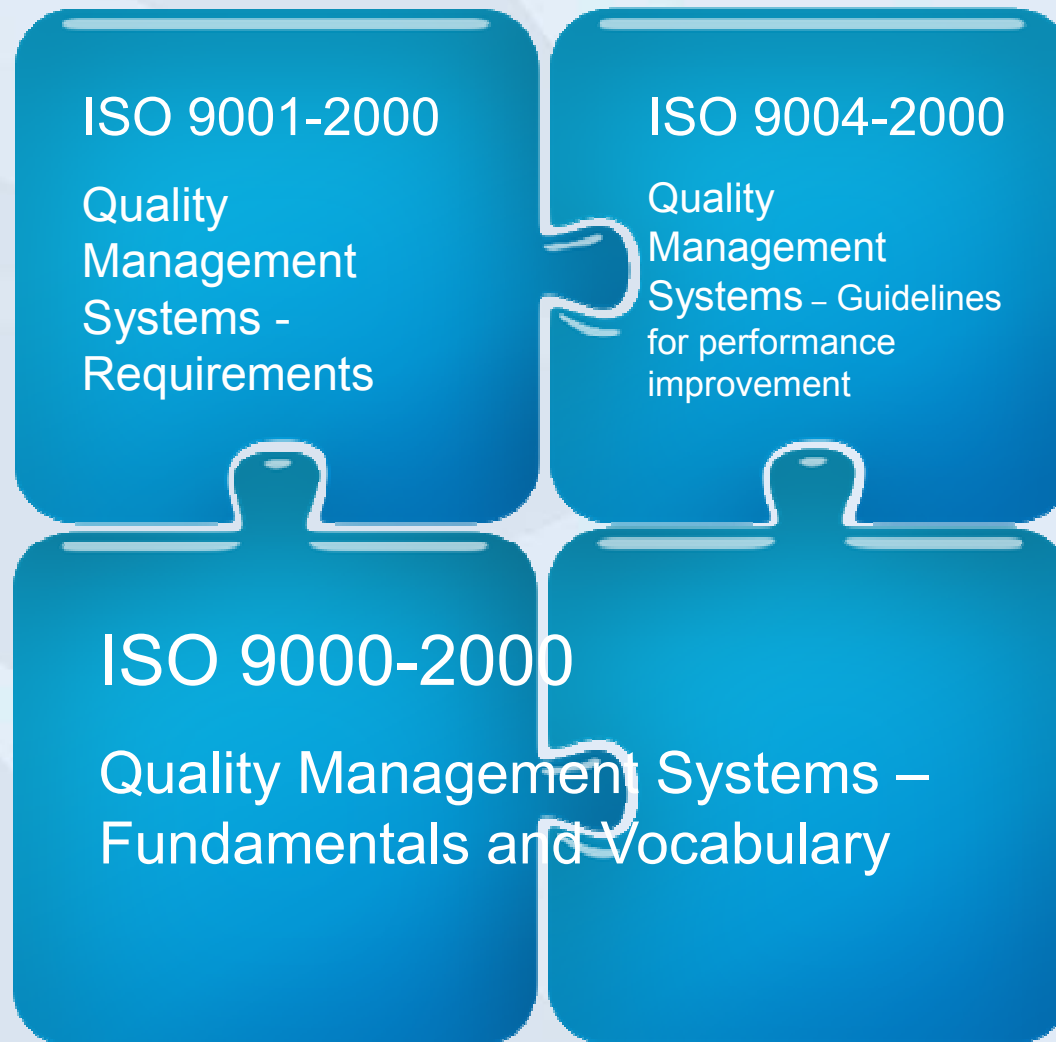 ISO 9001-2000
Quality
Management
Systems -
Requirements
ISO 9004-2000
Quality
Management
Systems – Guidelines
for performance
improvement
ISO 9000-2000
Quality Management Systems –
Fundamentals and Vocabulary